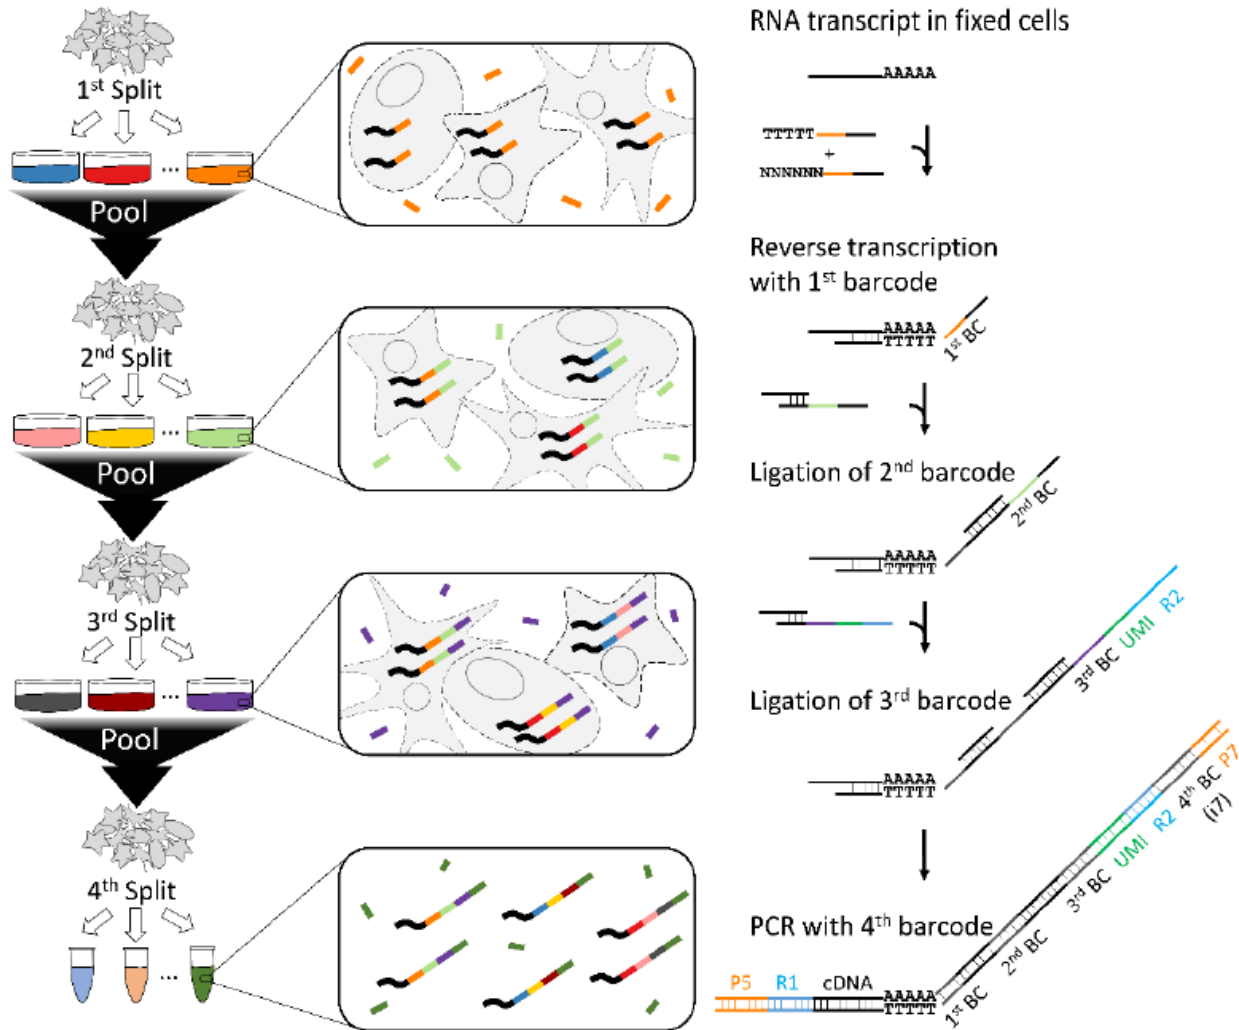 1st Split
...
Pool
2nd Split
...
Pool
3rd Split
...
Pool
4th Split
...
RNA transcript in fixed cells
AAAAA
TTTTT
+
NNNNNN
Reverse transcription
with 1st barcode
AAAAA
TTTTT
1st BC
Ligation of 2nd barcode
AAAAA
TTTTT
2nd BC
Ligation of 3rd barcode
AAAAA
TTTTT
3rd BC UMI R2
PCR with 4th barcode
P5 R1 cDNA AAAAA
TTTTT
1st BC 2nd BC 3rd BC UMI R2 4th BC P7
(i7)